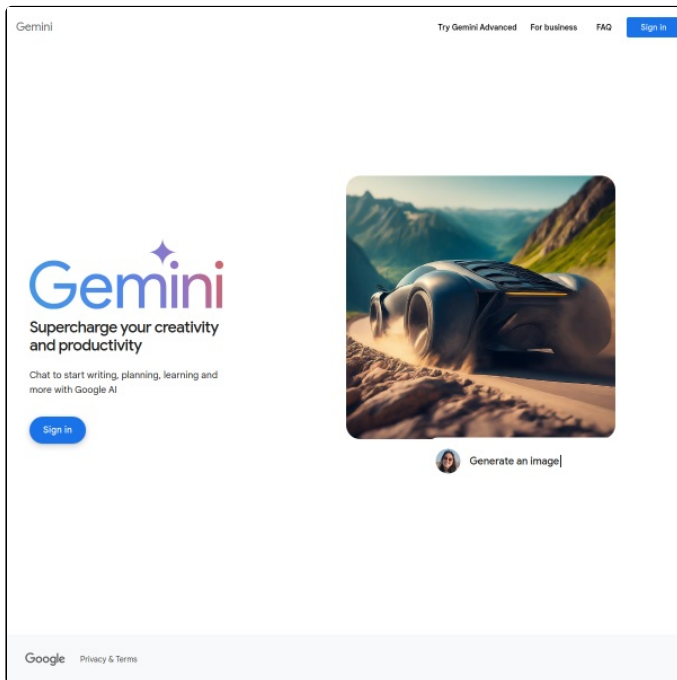 Gemini
Try Gemini Advanced For business FAQ Sign in
Gemini
Supercharge your creativity
and productivity
Chat to start writing, planning, learning and
more with Google AI
Sign in
Generate an image
Google Privacy & Terms